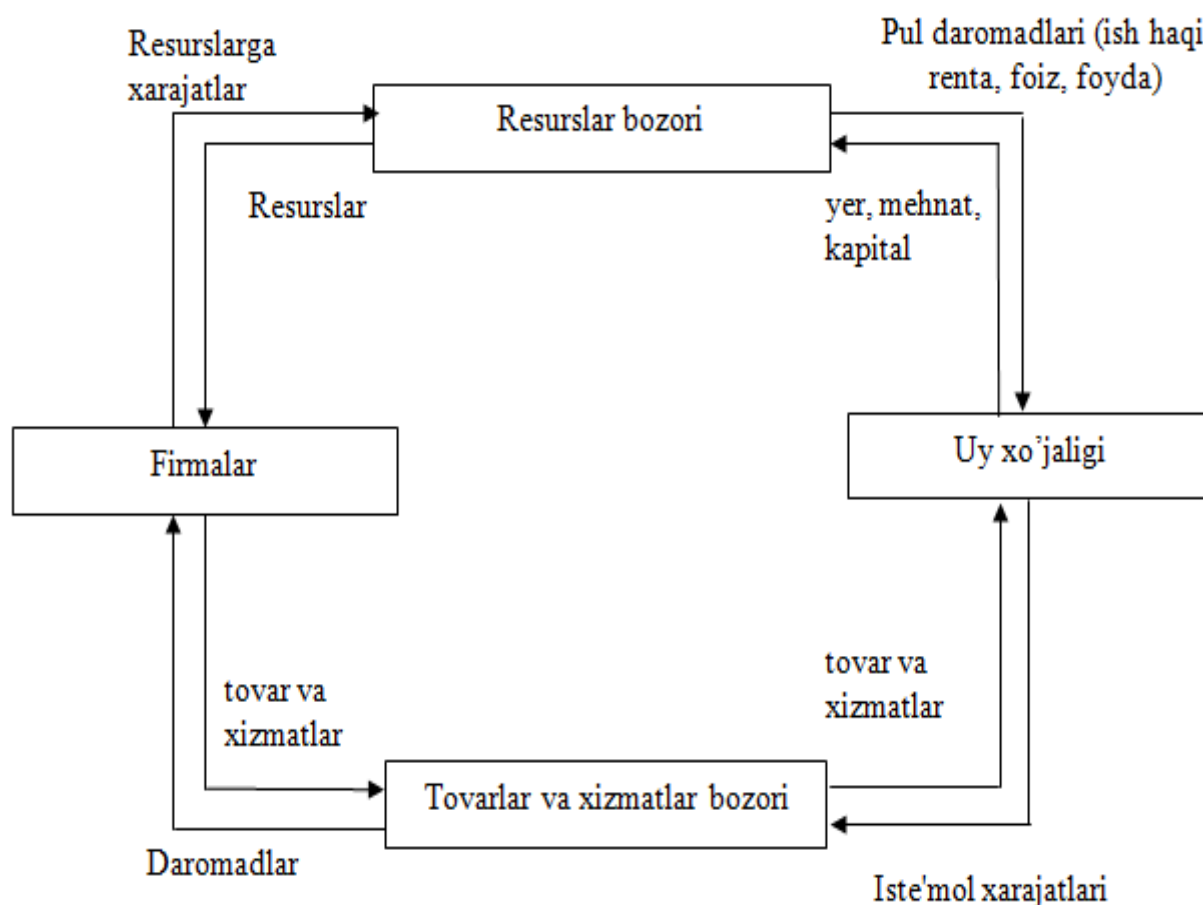 Resurslarga
xarajatlar
Pul daromadlari (ish haqi
renta, foiz, foyda)
Resurslar bozori
Resurslar
yer, mehnat,
kapital
Firmalar
Uy xo’jaligi
tovar va
xizmatlar
tovar va
xizmatlar
Tovarlar va xizmatlar bozori
Daromadlar
Iste'mol xarajatlari